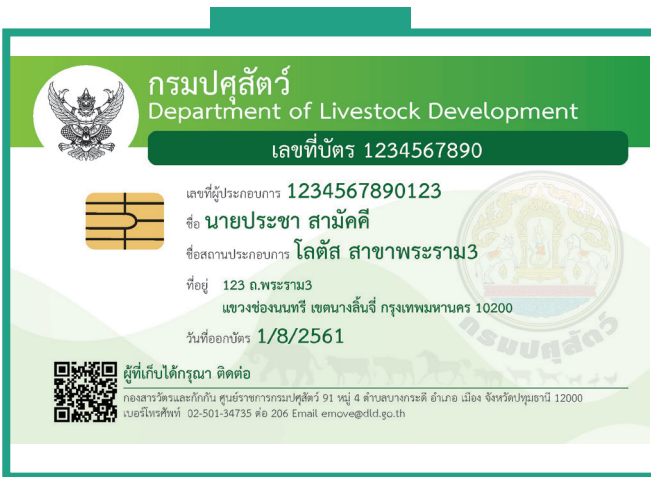 กรมปศุสัตว์
Department of Livestock Development
เลขที่บัตร 1234567890
เลขที่ผู้ประกอบการ 1234567890123
ชื่อ นายประชา สามัคคี
ชื่อสถานประกอบการ โลตัส สาขาพระราม3
ที่อยู่ 123 ถ.พระราม3
แขวงช่องนนทรี เขตนางลิ้นจี่ กรุงเทพมหานคร 10200
วันที่ออกบัตร 1/8/2561
กรมปศุสัตว์
ผู้ที่เก็บได้กรุณา ติดต่อ
กองสารวัตรและกักกัน ศูนย์ราชการกรมปศุสัตว์ 91 หมู่ 4 ตำบลบางกระดี อำเภอ เมือง จังหวัดปทุมธานี 12000
เบอร์โทรศัพท์ 02-501-34735 ต่อ 206 Email emove@dld.go.th